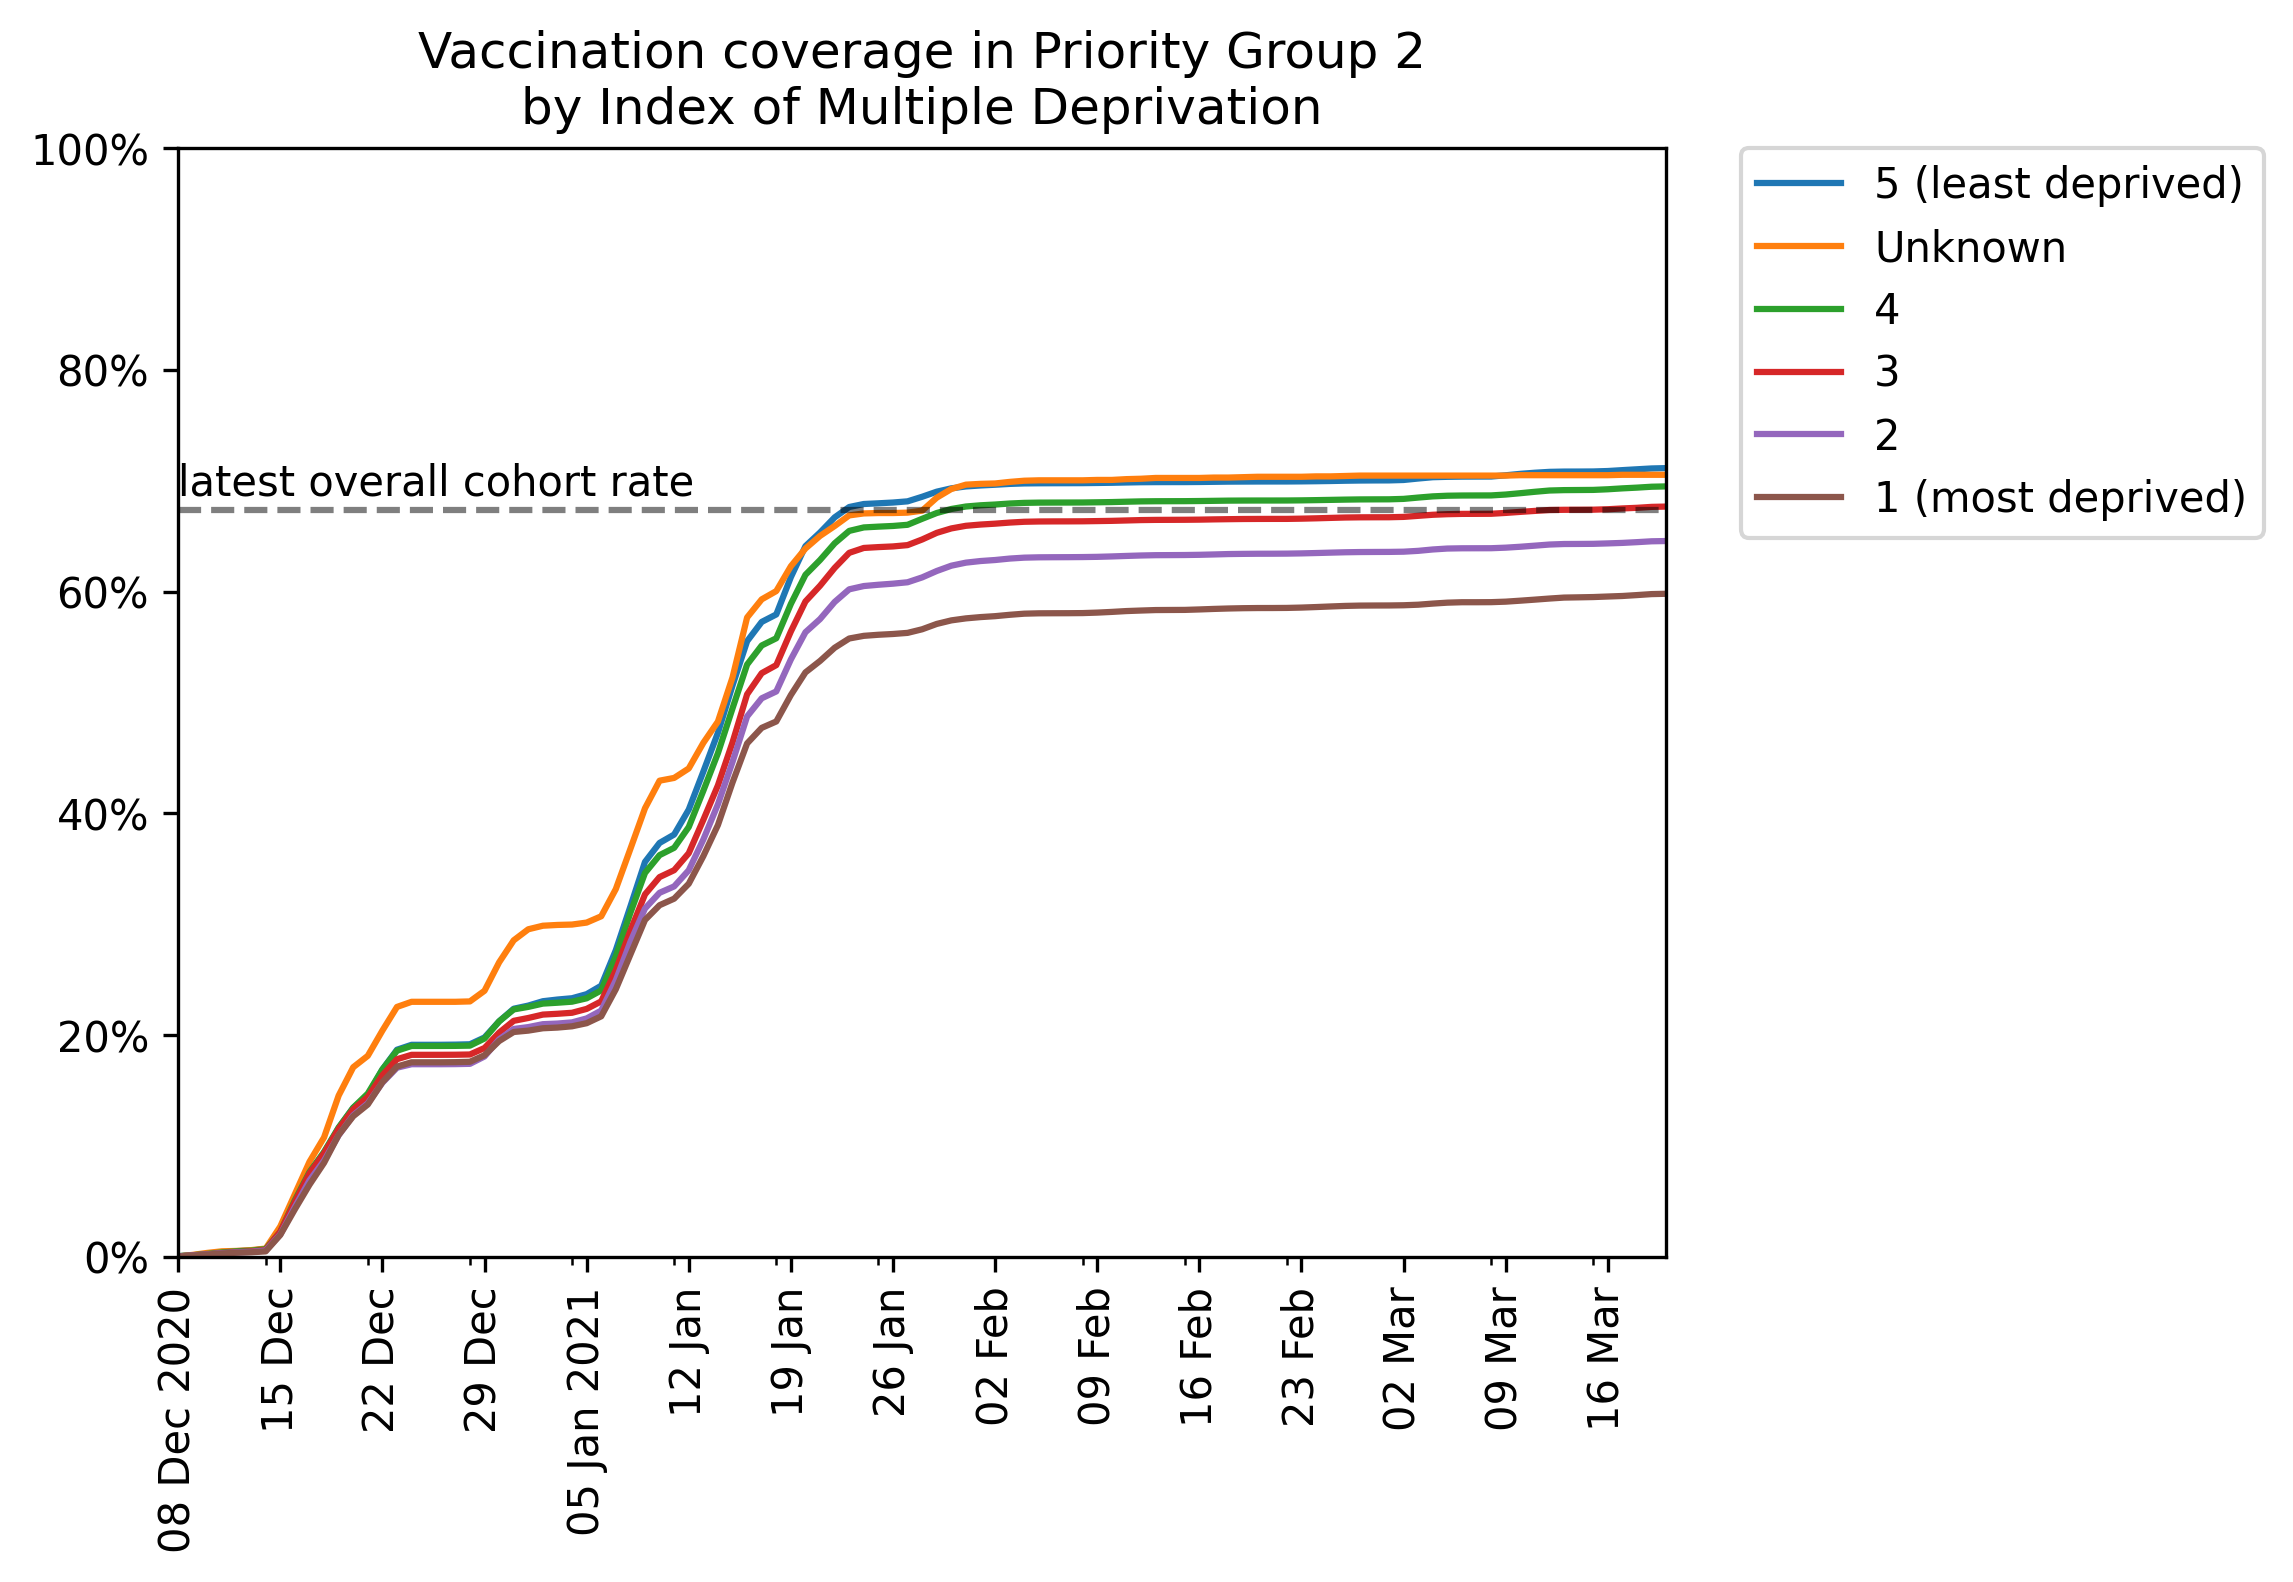 Vaccination coverage in Priority Group 2
by Index of Multiple Deprivation
100%
80%
60%
40%
20%
0%
latest overall cohort rate
08 Dec 2020
15 Dec
22 Dec
29 Dec
05 Jan 2021
12 Jan
19 Jan
26 Jan
02 Feb
09 Feb
16 Feb
23 Feb
02 Mar
09 Mar
16 Mar
5 (least deprived)
Unknown
4
3
2
1 (most deprived)